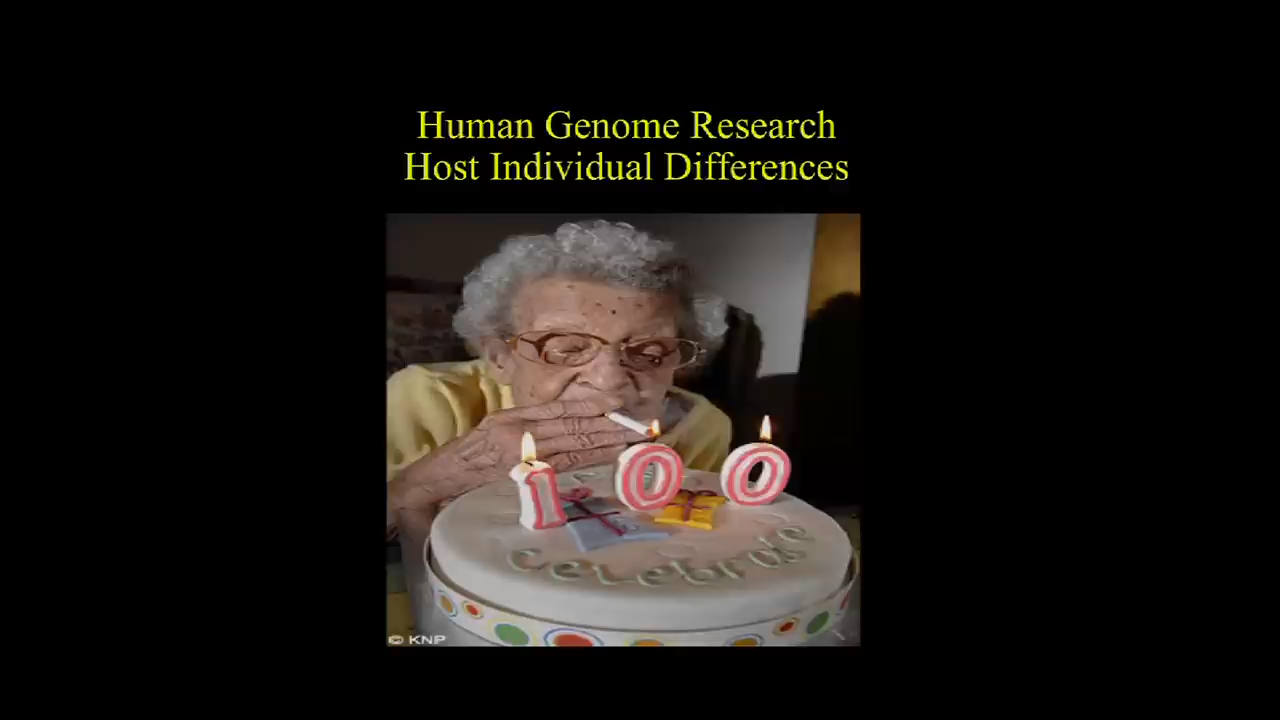 Human Genome Research
Host Individual Differences
100
Celebrate
© KNP